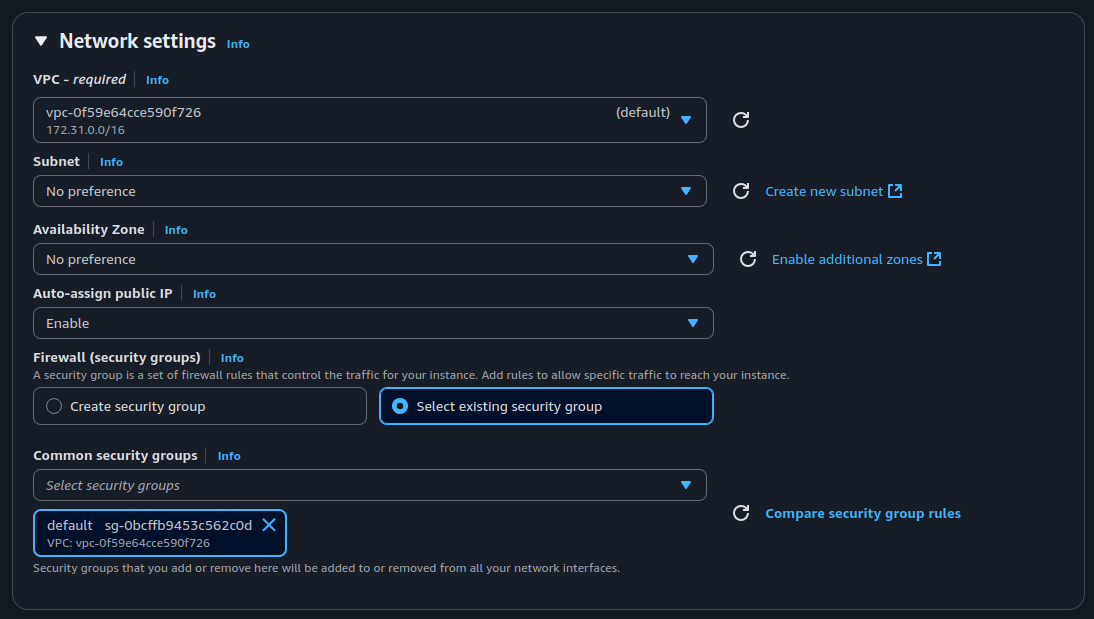 Network settings Info
VPC - required Info
vpc-0f59e64cce590f726 (default)
172.31.0.0/16
Subnet Info
No preference Create new subnet
Availability Zone Info
No preference Enable additional zones
Auto-assign public IP Info
Enable
Firewall (security groups) Info
A security group is a set of firewall rules that control the traffic for your instance. Add rules to allow specific traffic to reach your instance.
Create security group Select existing security group
Common security groups Info
Select security groups
default sg-0bcffb9453c562c0d
VPC: vpc-0f59e64cce590f726
Compare security group rules
Security groups that you add or remove here will be added to or removed from all your network interfaces.